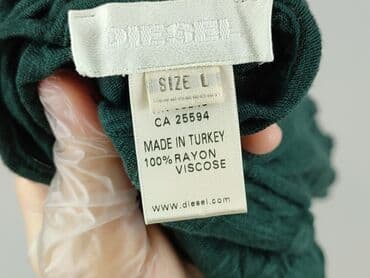 DIESEL
SIZE L
CA 25594
MADE IN TURKEY
100% RAYON
VISCOSE
www.diesel.com